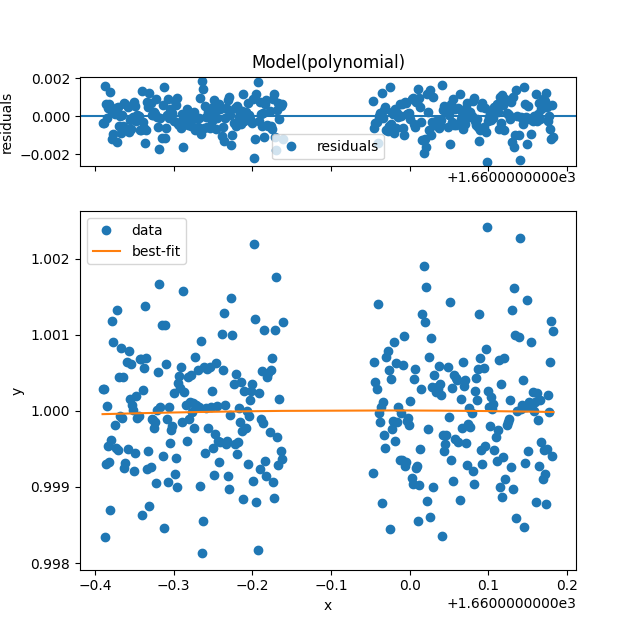 Model(polynomial)
0.002
0.000
−0.002
residuals
residuals
+1.6600000000e3
data
best-fit
1.002
1.001
1.000
0.999
0.998
y
−0.4 −0.3 −0.2 −0.1 0.0 0.1 0.2
x
+1.6600000000e3